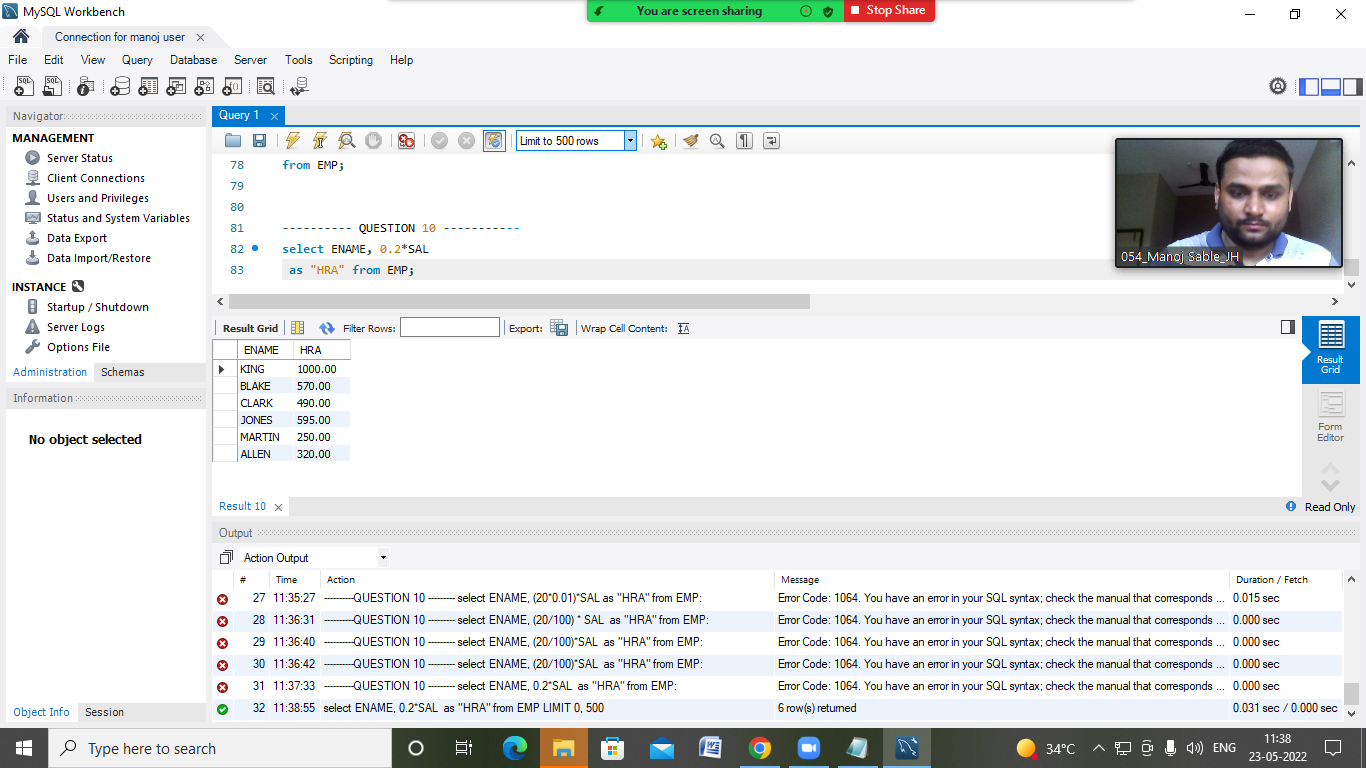 MySQL Workbench
You are screen sharing
Stop Share
Connection for manoj user
File Edit View Query Database Server Tools Scripting Help
Navigator
MANAGEMENT
Server Status
Client Connections
Users and Privileges
Status and System Variables
Data Export
Data Import/Restore
INSTANCE
Startup / Shutdown
Server Logs
Options File
Administration Schemas
Information
No object selected
Object Info Session
Query 1
Limit to 500 rows
78 from EMP;
79
80
81 ---------- QUESTION 10 -----------
82 select ENAME, 0.2*SAL
83 as "HRA" from EMP;
054_Manoj Sable_JH
Result Grid Filter Rows: Export: Wrap Cell Content:
ENAME HRA
KING 1000.00
BLAKE 570.00
CLARK 490.00
JONES 595.00
MARTIN 250.00
ALLEN 320.00
Result Grid
Form Editor
Result 10
Read Only
Output
Action Output
# Time Action Message Duration / Fetch
27 11:35:27 ---------QUESTION 10 --------- select ENAME, (20*0.01)*SAL as "HRA" from EMP: Error Code: 1064. You have an error in your SQL syntax; check the manual that corresponds ... 0.015 sec
28 11:36:31 ---------QUESTION 10 --------- select ENAME, (20/100) * SAL as "HRA" from EMP: Error Code: 1064. You have an error in your SQL syntax; check the manual that corresponds ... 0.000 sec
29 11:36:40 ---------QUESTION 10 --------- select ENAME, (20/100)*SAL as "HRA" from EMP: Error Code: 1064. You have an error in your SQL syntax; check the manual that corresponds ... 0.000 sec
30 11:36:42 ---------QUESTION 10 --------- select ENAME, (20/100)*SAL as "HRA" from EMP: Error Code: 1064. You have an error in your SQL syntax; check the manual that corresponds ... 0.000 sec
31 11:37:33 ---------QUESTION 10 --------- select ENAME, 0.2*SAL as "HRA" from EMP: Error Code: 1064. You have an error in your SQL syntax; check the manual that corresponds ... 0.000 sec
32 11:38:55 select ENAME, 0.2*SAL as "HRA" from EMP LIMIT 0, 500 6 row(s) returned 0.031 sec / 0.000 sec
Type here to search
34°C
ENG
11:38
23-05-2022